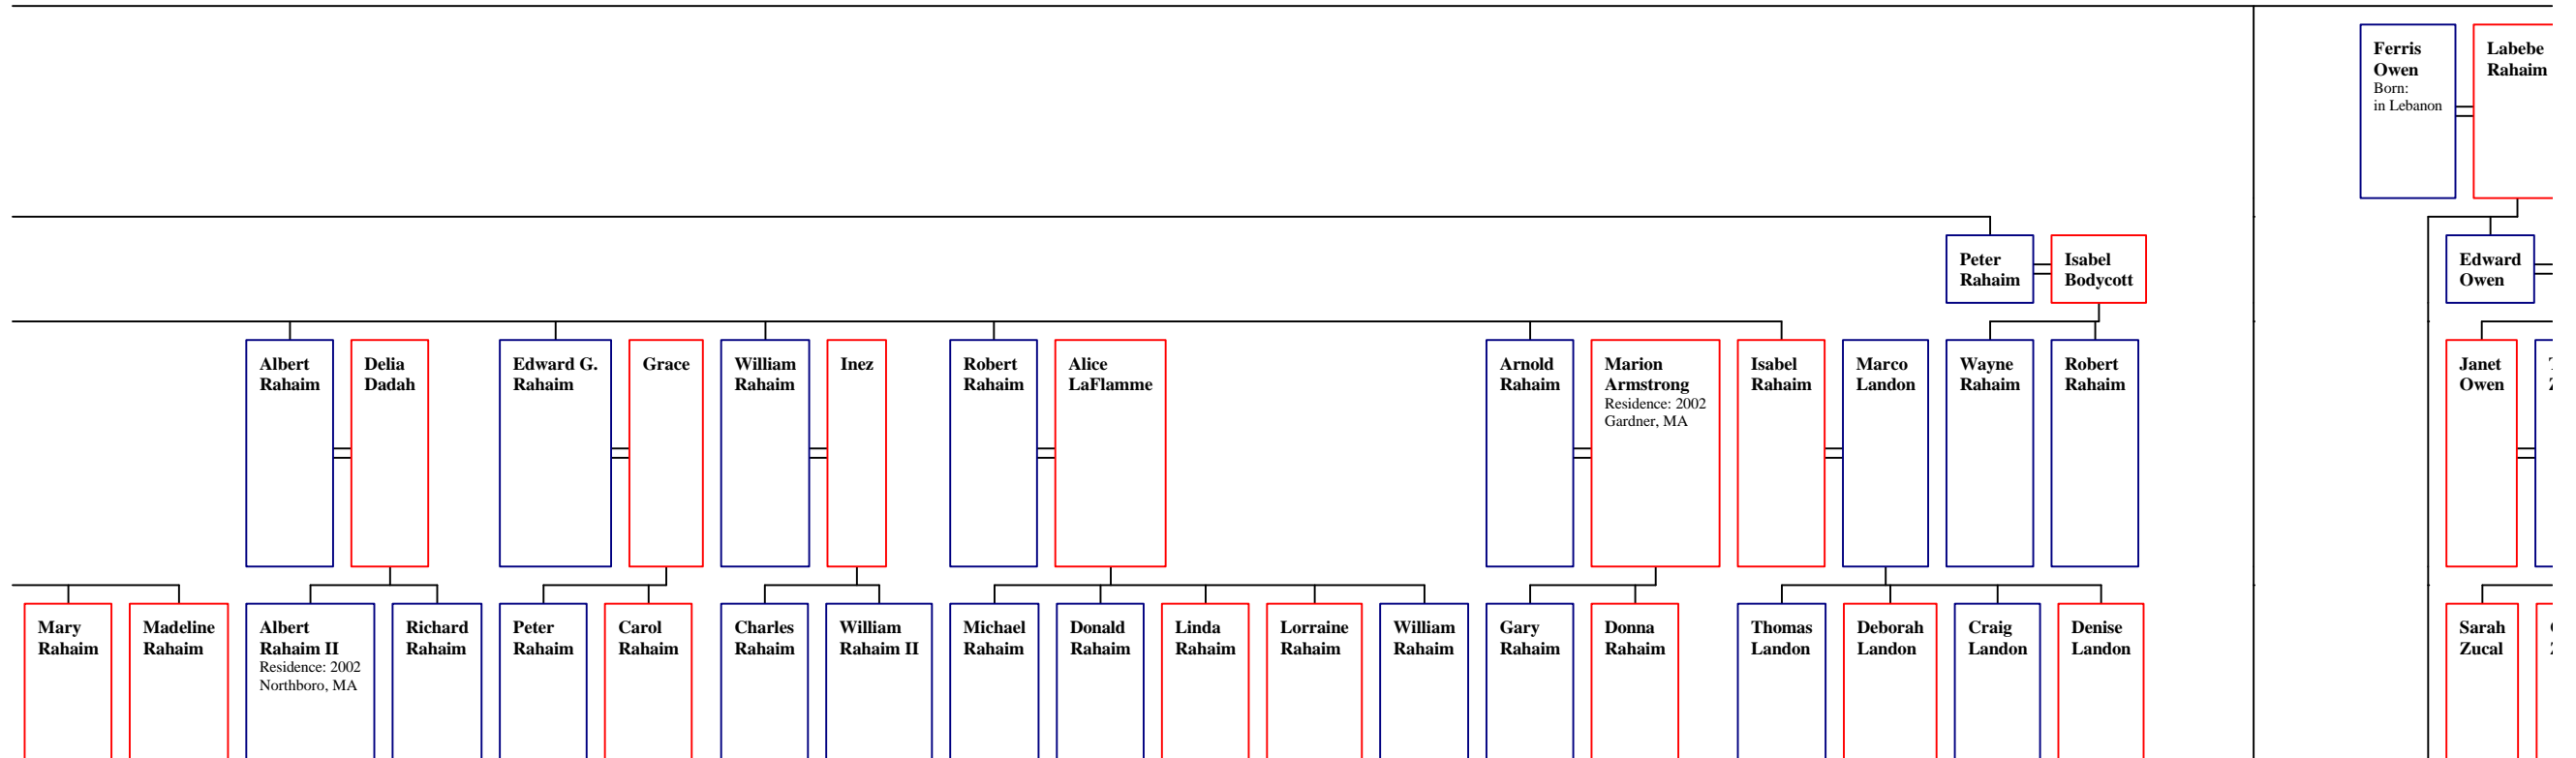 Ferris
Owen
Born:
in Lebanon
Labebe
Rahaim
Peter
Rahaim
Isabel
Bodycott
Edward
Owen
Albert
Rahaim
Delia
Dadah
Edward G.
Rahaim
Grace
William
Rahaim
Inez
Robert
Rahaim
Alice
LaFlamme
Arnold
Rahaim
Marion
Armstrong
Residence: 2002
Gardner, MA
Isabel
Rahaim
Marco
Landon
Wayne
Rahaim
Robert
Rahaim
Janet
Owen
Mary
Rahaim
Madeline
Rahaim
Albert
Rahaim II
Residence: 2002
Northboro, MA
Richard
Rahaim
Peter
Rahaim
Carol
Rahaim
Charles
Rahaim
William
Rahaim II
Michael
Rahaim
Donald
Rahaim
Linda
Rahaim
Lorraine
Rahaim
William
Rahaim
Gary
Rahaim
Donna
Rahaim
Thomas
Landon
Deborah
Landon
Craig
Landon
Denise
Landon
Sarah
Zucal